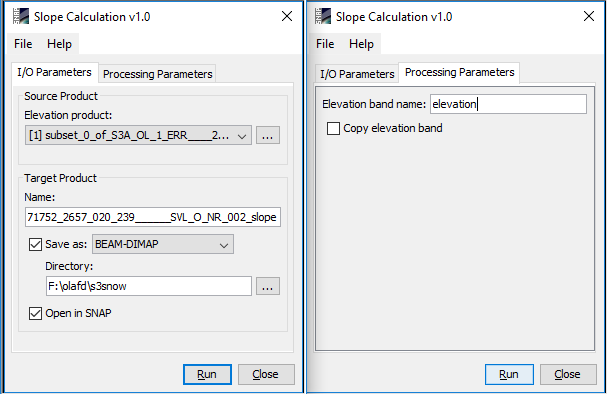 Slope Calculation v1.0
File Help
I/O Parameters Processing Parameters
Source Product
Elevation product:
[1] subset_0_of_S3A_OL_1_ERR____2... ...
Target Product
Name:
71752_2657_020_239______SVL_O_NR_002_slope
Save as: BEAM-DIMAP
Directory:
F:\olafd\s3snow ...
Open in SNAP
Run Close
Slope Calculation v1.0
File Help
I/O Parameters Processing Parameters
Elevation band name: elevation
Copy elevation band
Run Close